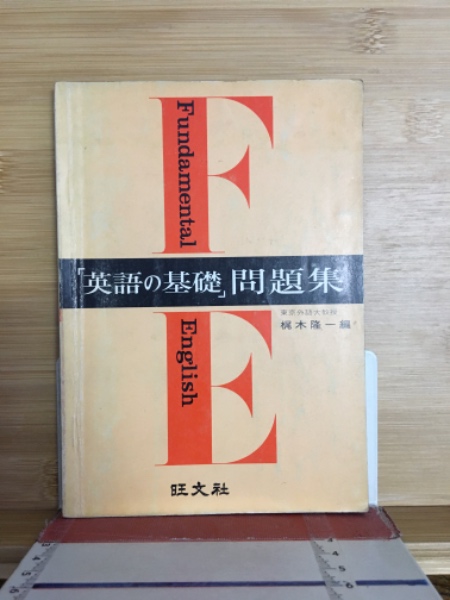 Fundamental
F
「英語の基礎」問題集
東京外語大教授
梶木隆一編
English
E
旺文社